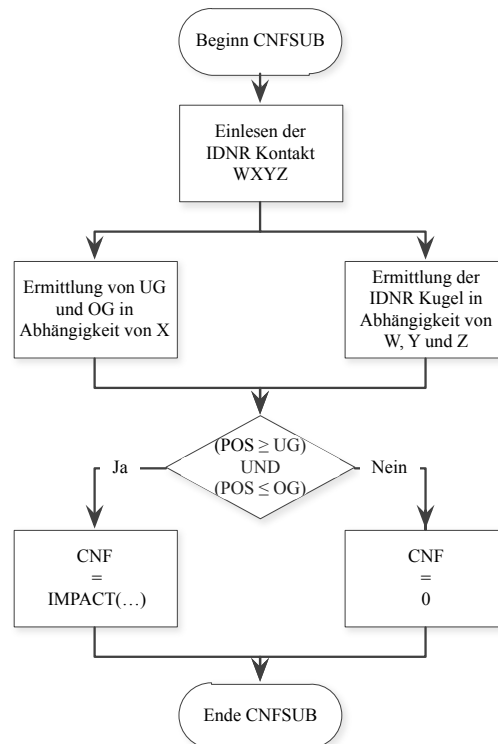 Beginn CNFSUB
Einlesen der
IDNR Kontakt
WXYZ
Ermittlung von UG
und OG in
Abhängigkeit von X
Ermittlung der
IDNR Kugel in
Abhängigkeit von
W, Y und Z
(POS ≥ UG)
UND
(POS ≤ OG)
Ja
Nein
CNF
=
IMPACT(…)
CNF
=
0
Ende CNFSUB